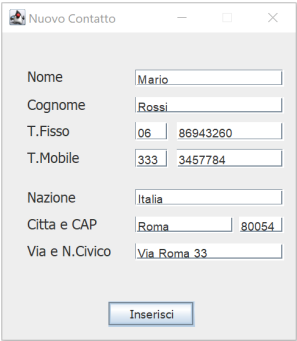 Nuovo Contatto
Nome Mario
Cognome Rossi
T.Fisso 06 86943260
T.Mobile 333 3457784
Nazione Italia
Citta e CAP Roma 80054
Via e N.Civico Via Roma 33
Inserisci